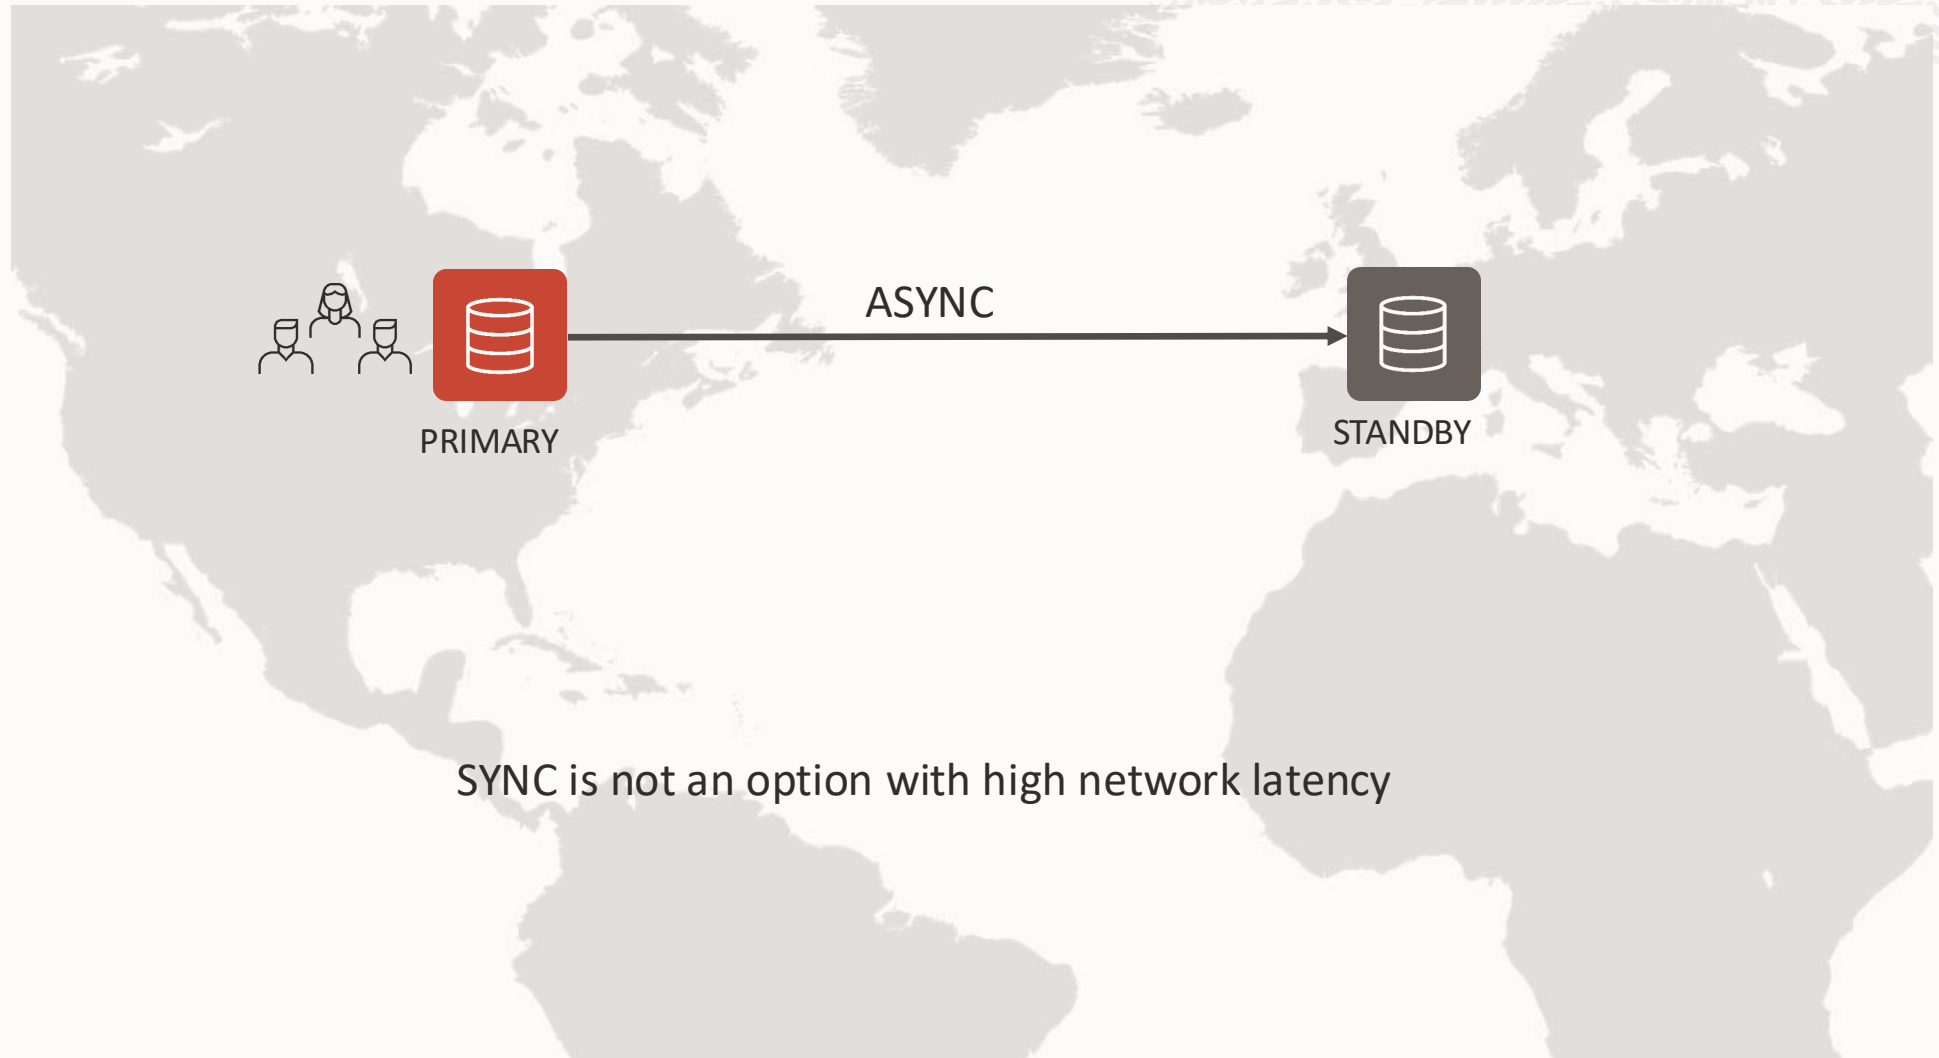 ASYNC
PRIMARY
STANDBY
SYNC is not an option with high network latency